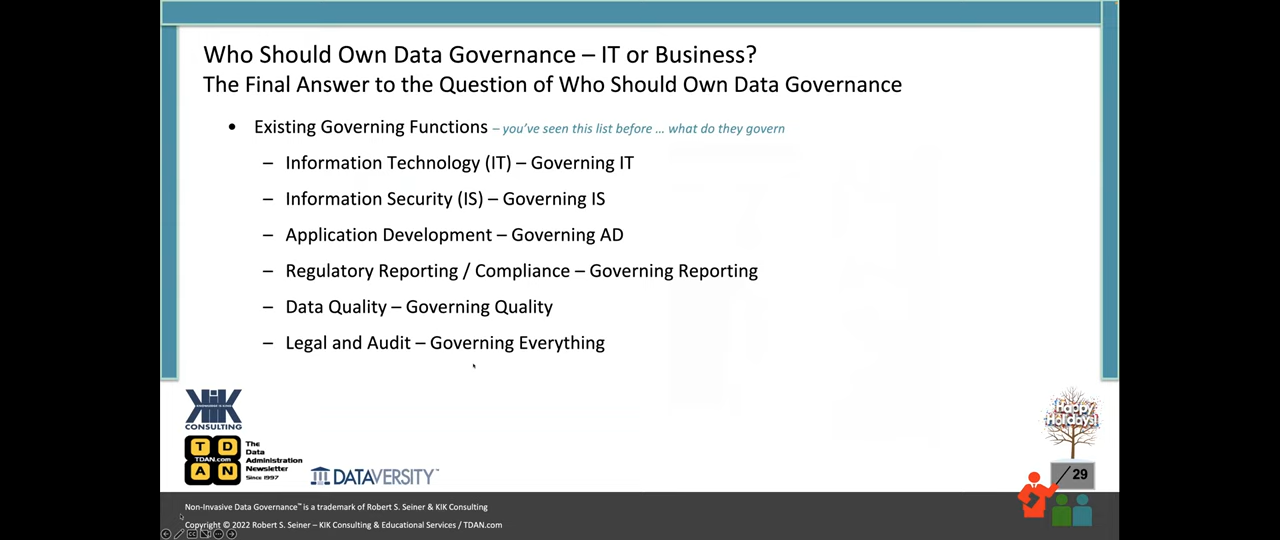 Who Should Own Data Governance – IT or Business?
The Final Answer to the Question of Who Should Own Data Governance
• Existing Governing Functions – you've seen this list before … what do they govern
– Information Technology (IT) – Governing IT
– Information Security (IS) – Governing IS
– Application Development – Governing AD
– Regulatory Reporting / Compliance – Governing Reporting
– Data Quality – Governing Quality
– Legal and Audit – Governing Everything
KIK
CONSULTING
T D
TDAN.com
A N
The
Data
Administration
Newsletter
Since 1997
DATAVERSITY™
Happy
Holidays!
/ 29
Non-Invasive Data Governance™ is a trademark of Robert S. Seiner & KIK Consulting
Copyright © 2022 Robert S. Seiner – KIK Consulting & Educational Services / TDAN.com